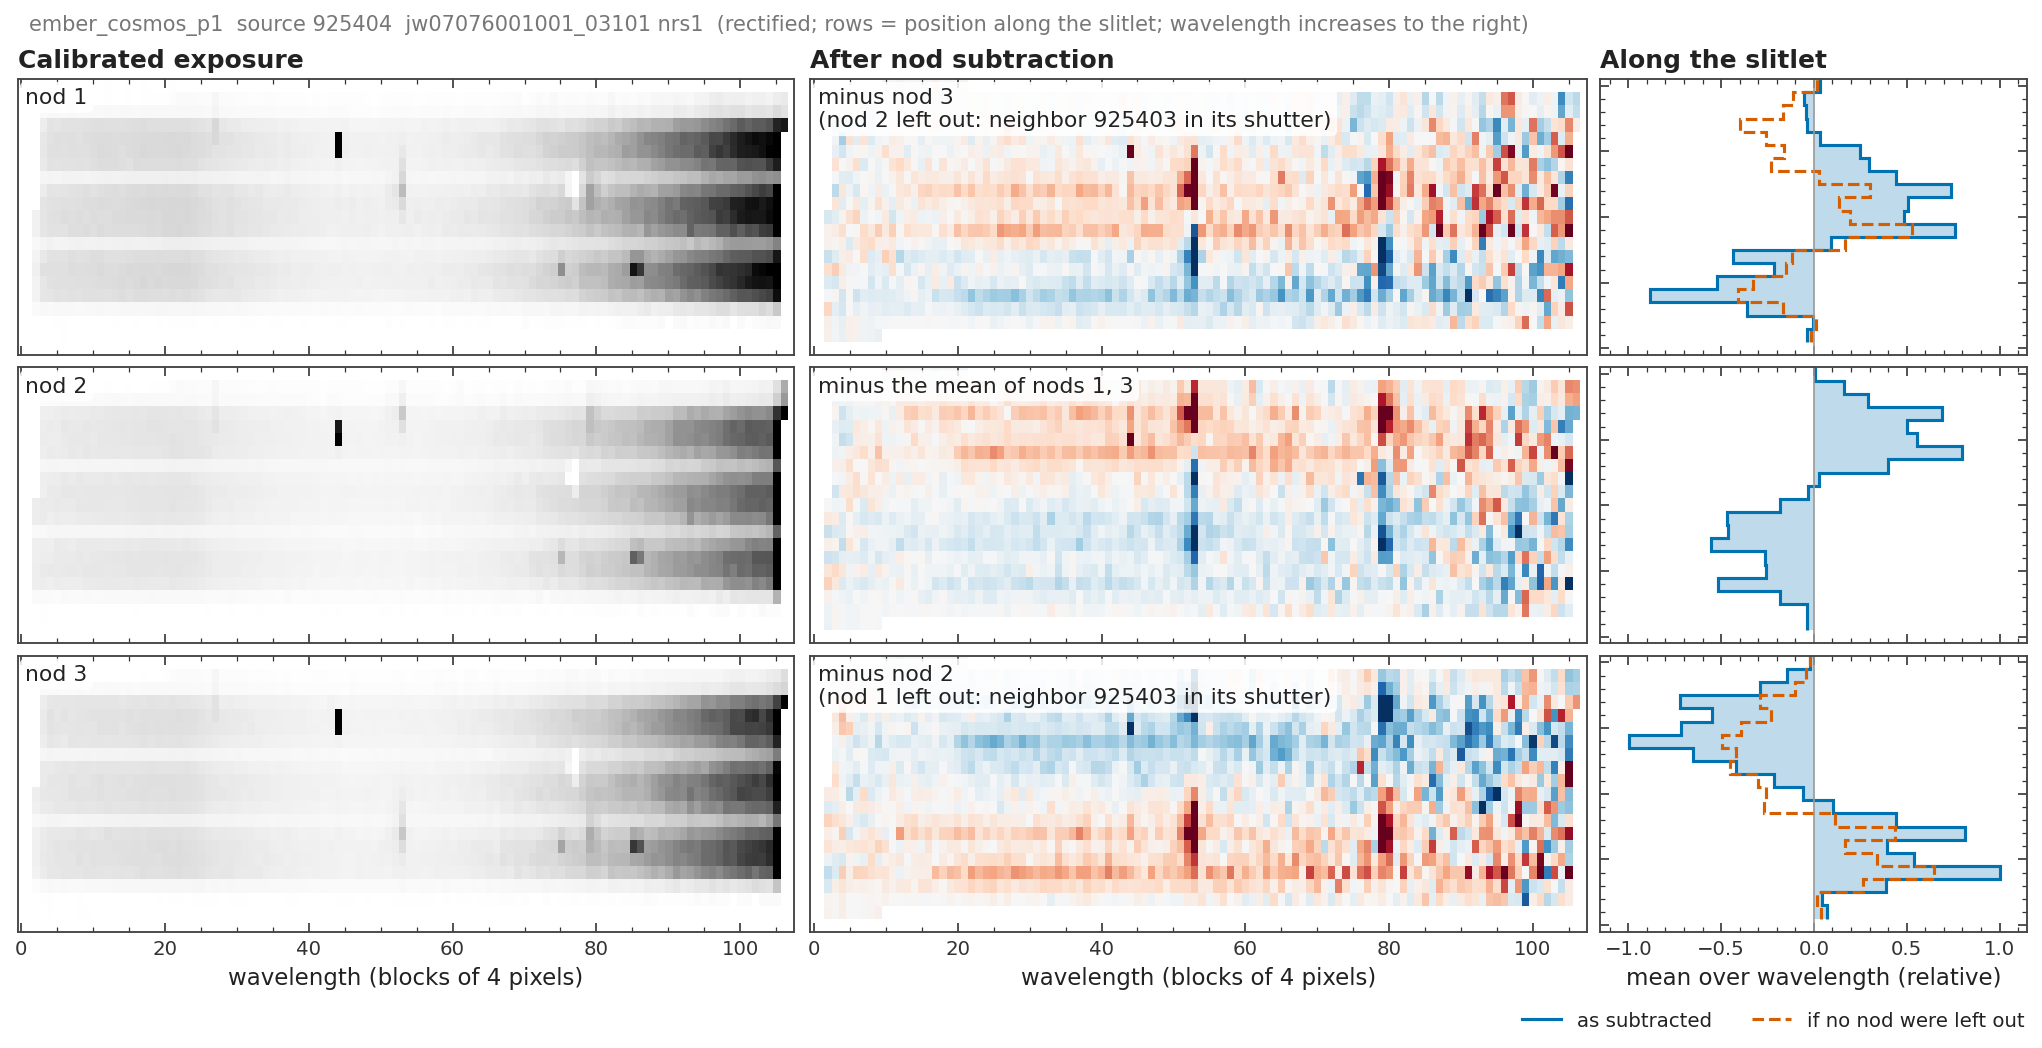 ember_cosmos_p1  source 925404  jw07076001001_03101 nrs1  (rectified; rows = position along the slitlet; wavelength increases to the right)
Calibrated exposure
After nod subtraction
Along the slitlet
nod 1
minus nod 3
(nod 2 left out: neighbor 925403 in its shutter)
nod 2
minus the mean of nods 1, 3
nod 3
minus nod 2
(nod 1 left out: neighbor 925403 in its shutter)
0 20 40 60 80 100
0 20 40 60 80 100
−1.0 −0.5 0.0 0.5 1.0
wavelength (blocks of 4 pixels)
wavelength (blocks of 4 pixels)
mean over wavelength (relative)
as subtracted
if no nod were left out